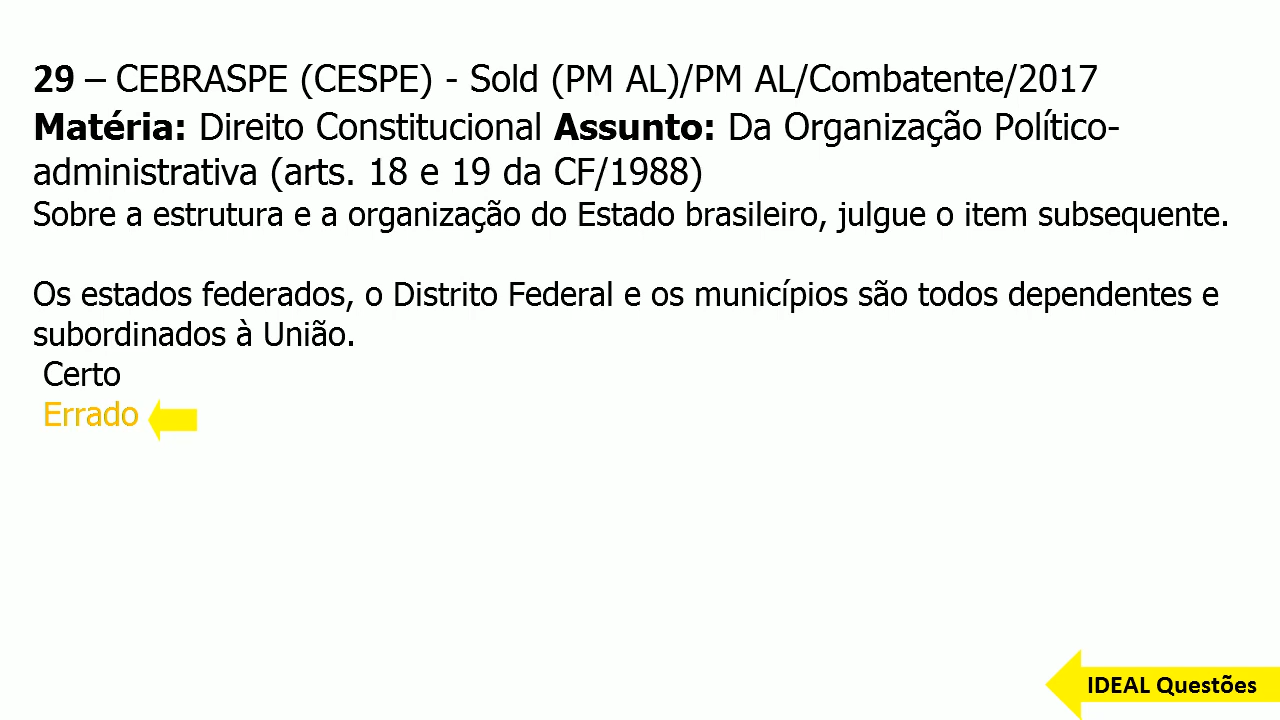 29 – CEBRASPE (CESPE) - Sold (PM AL)/PM AL/Combatente/2017
Matéria: Direito Constitucional Assunto: Da Organização Político-
administrativa (arts. 18 e 19 da CF/1988)
Sobre a estrutura e a organização do Estado brasileiro, julgue o item subsequente.
Os estados federados, o Distrito Federal e os municípios são todos dependentes e
subordinados à União.
Certo
Errado
IDEAL Questões